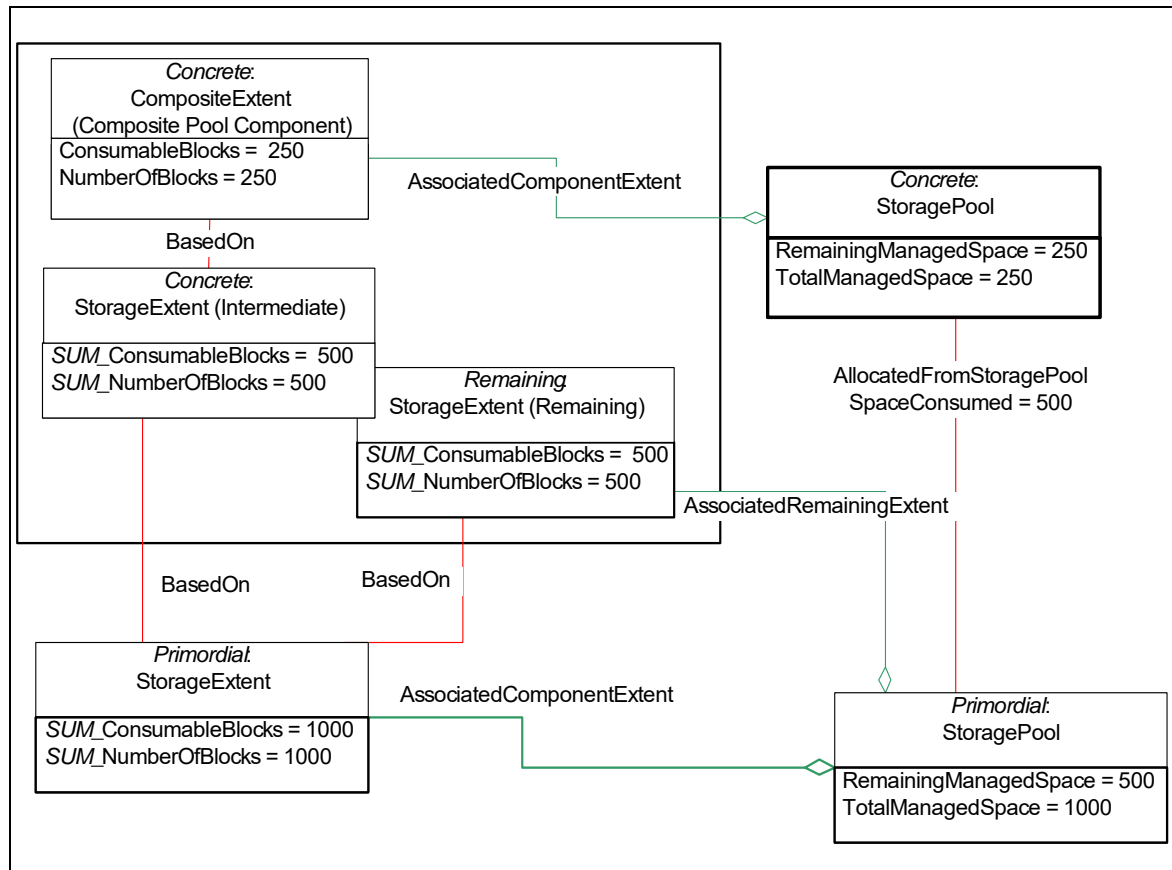 Concrete:
CompositeExtent
(Composite Pool Component)
ConsumableBlocks = 250
NumberOfBlocks = 250
AssociatedComponentExtent
Concrete:
StoragePool
RemainingManagedSpace = 250
TotalManagedSpace = 250
BasedOn
Concrete:
StorageExtent (Intermediate)
SUM_ConsumableBlocks = 500
SUM_NumberOfBlocks = 500
Remaining:
StorageExtent (Remaining)
SUM_ConsumableBlocks = 500
SUM_NumberOfBlocks = 500
AllocatedFromStoragePool
SpaceConsumed = 500
AssociatedRemainingExtent
BasedOn
BasedOn
Primordial:
StorageExtent
SUM_ConsumableBlocks = 1000
SUM_NumberOfBlocks = 1000
AssociatedComponentExtent
Primordial:
StoragePool
RemainingManagedSpace = 500
TotalManagedSpace = 1000